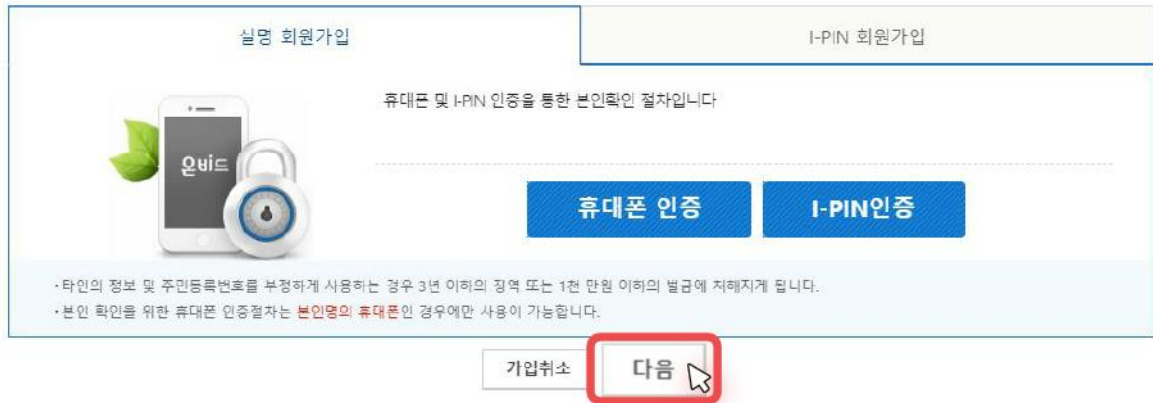 실명 회원가입
I-PIN 회원가입
휴대폰 및 I-PIN 인증을 통한 본인확인 절차입니다
온비드
휴대폰 인증
I-PIN인증
·타인의 정보 및 주민등록번호를 부정하게 사용하는 경우 3년 이하의 징역 또는 1천 만원 이하의 벌금에 처해지게 됩니다.
·본인 확인을 위한 휴대폰 인증절차는 본인명의 휴대폰인 경우에만 사용이 가능합니다.
가입취소
다음